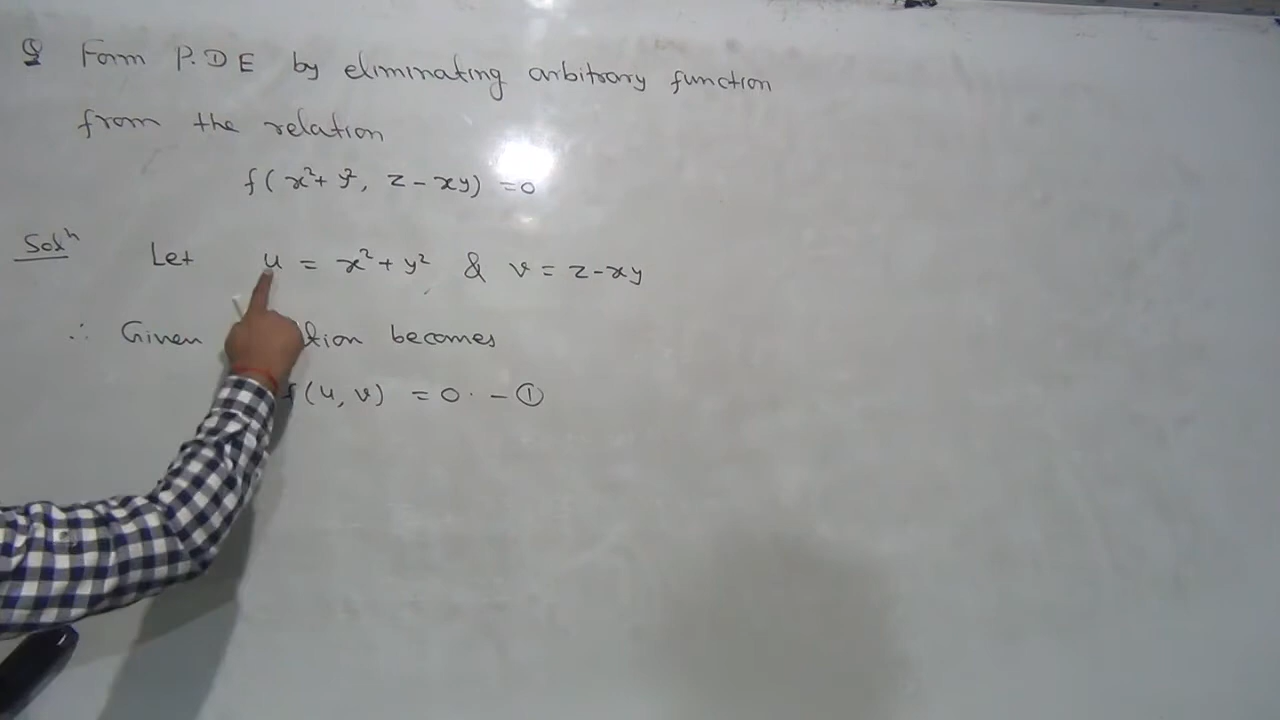 Q Form P.D E by eliminating arbitrary function
from the relation
f( x²+ y², z - xy) = 0
Solⁿ Let u = x² + y² & v = z - xy
∴ Given becomes
f(u, v) = 0. - ①